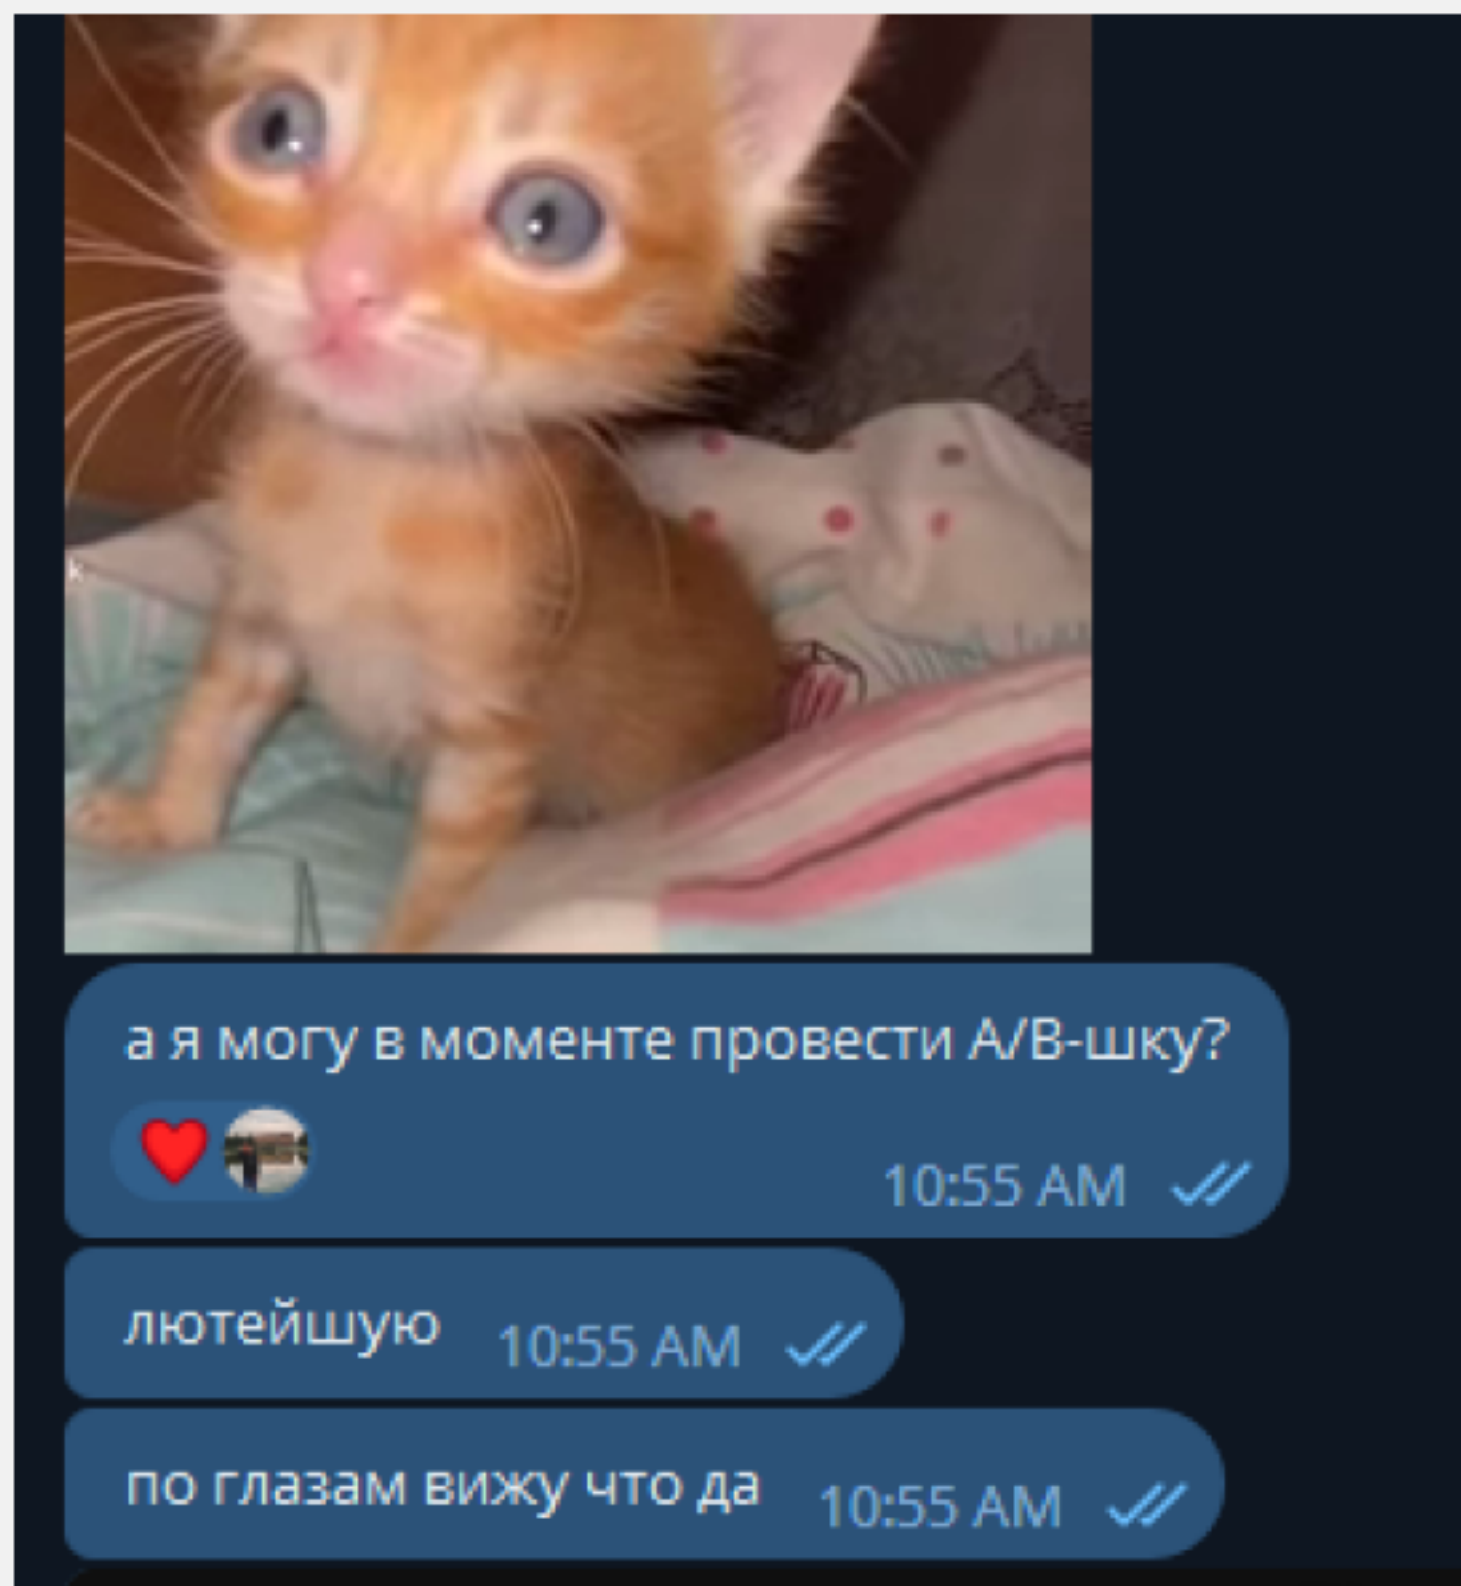 k
а я могу в моменте провести А/В-шку?
10:55 AM
лютейшую 10:55 AM
по глазам вижу что да 10:55 AM